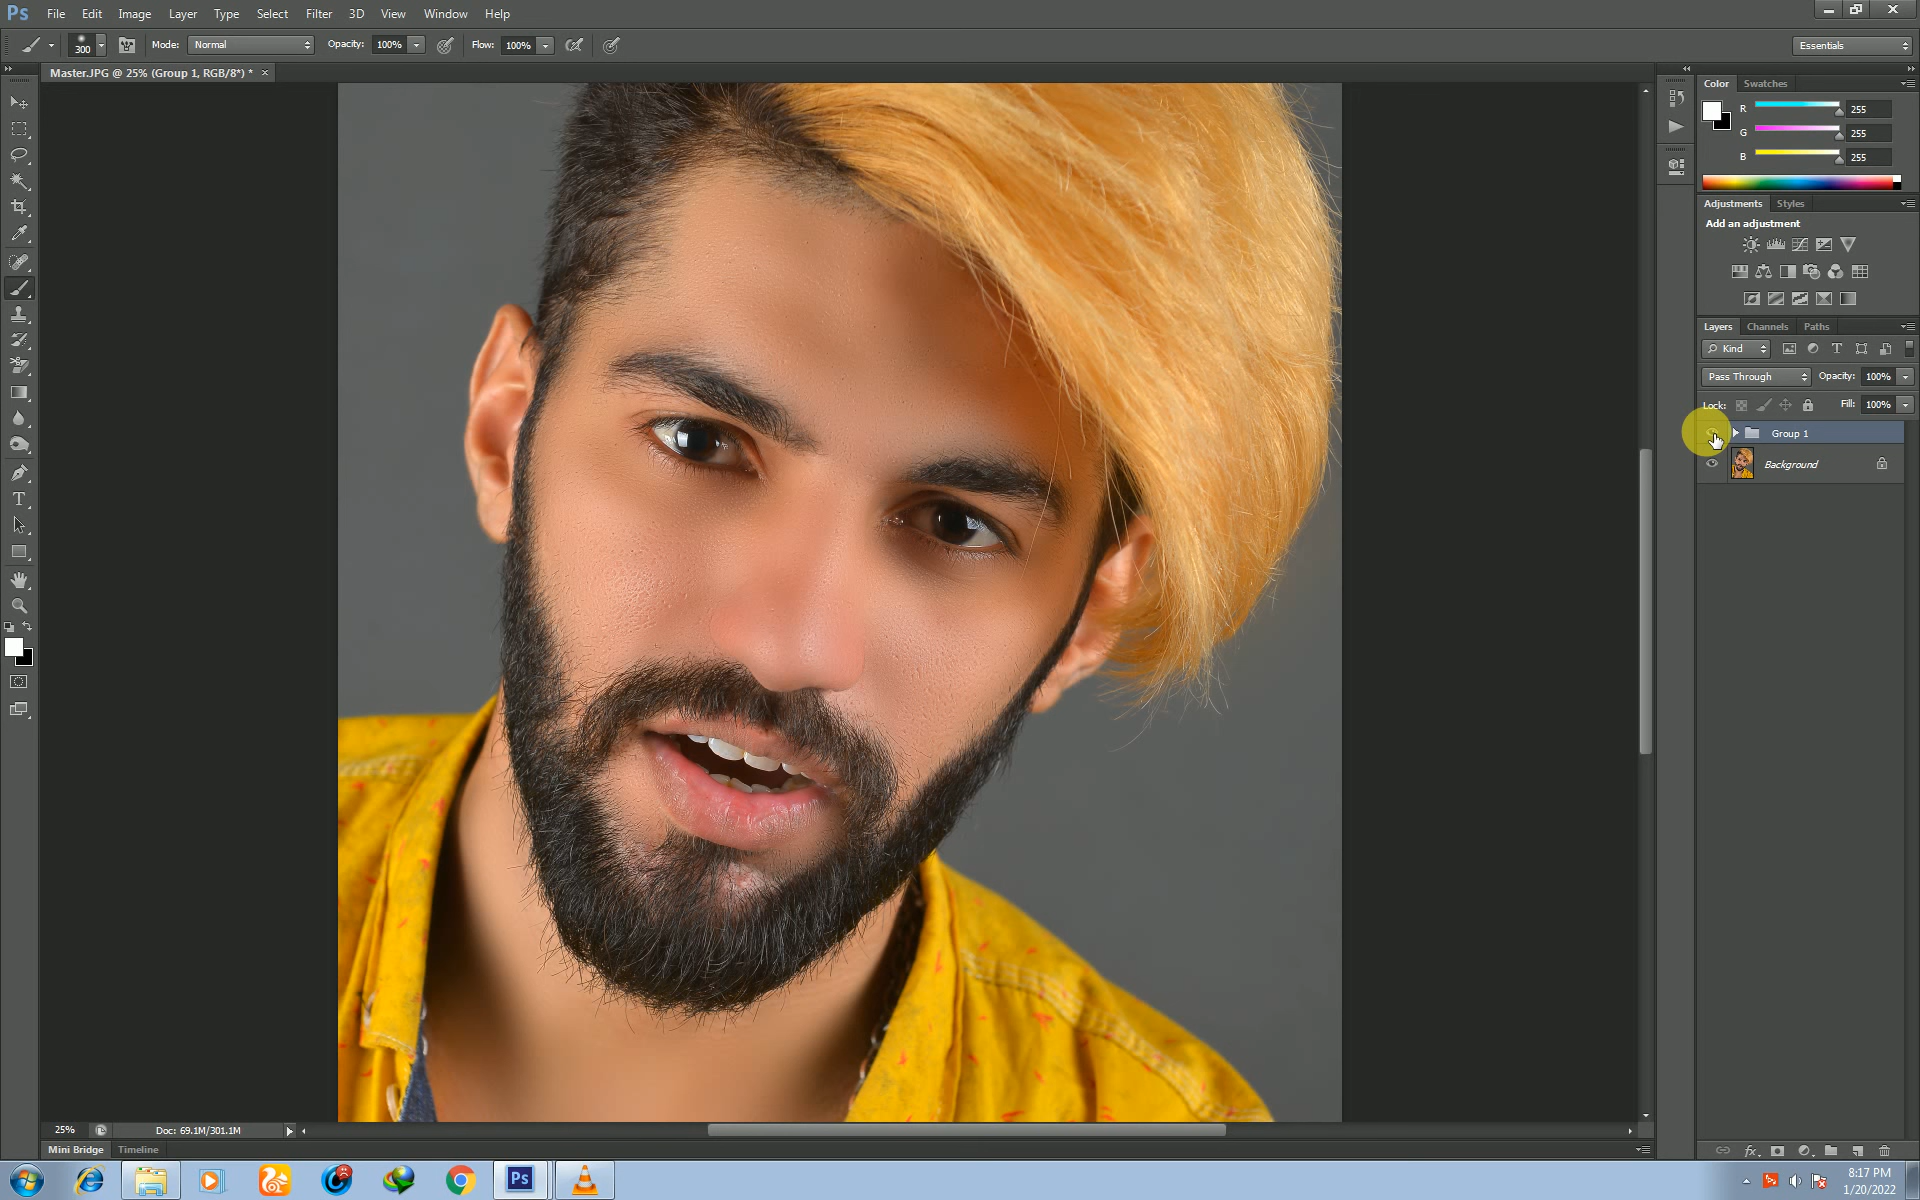 Ps File Edit Image Layer Type Select Filter 3D View Window Help
300 Mode: Normal Opacity: 100% Flow: 100% Essentials
Master.JPG @ 25% (Group 1, RGB/8*) * ×
Color Swatches
R 255
G 255
B 255
Adjustments Styles
Add an adjustment
Layers Channels Paths
Kind
Pass Through Opacity: 100%
Lock: Fill: 100%
Group 1
Background
25% Doc: 69.1M/301.1M
Mini Bridge Timeline
fx
Ps
8:17 PM
1/20/2022